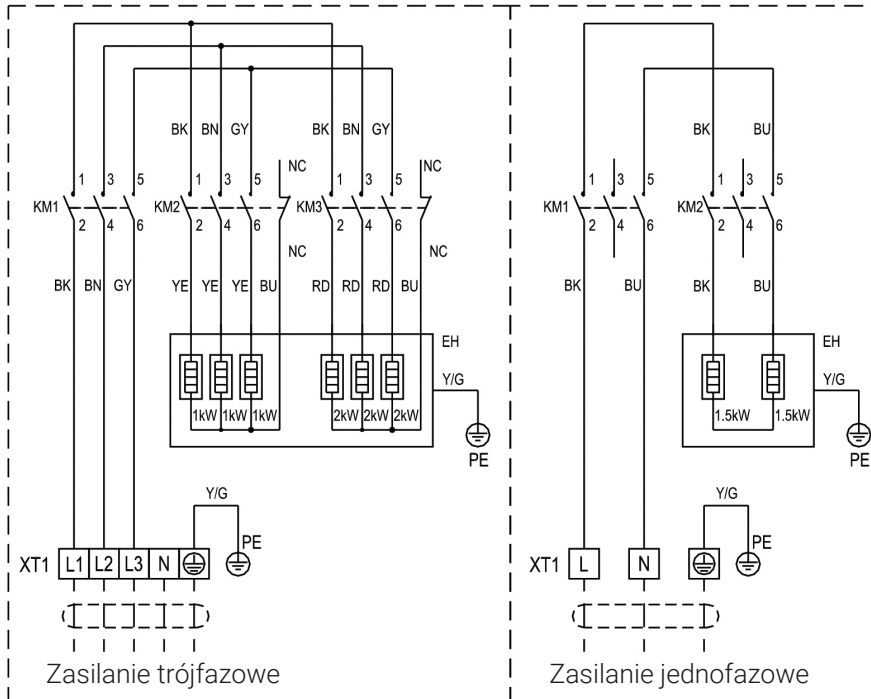 BK BN GY BK BN GY
NC NC
1 3 5 1 3 5 1 3 5
KM1 KM2 KM3
2 4 6 2 4 6 2 4 6
NC NC
BK BN GY YE YE YE BU RD RD RD BU
EH
Y/G
1kW 1kW 1kW 2kW 2kW 2kW
PE
Y/G
PE
XT1 L1 L2 L3 N
Zasilanie trójfazowe
BK BU
1 3 5 1 3 5
KM1 KM2
2 4 6 2 4 6
BK BU BK BU
EH
Y/G
1.5kW 1.5kW
PE
Y/G
PE
XT1 L N
Zasilanie jednofazowe